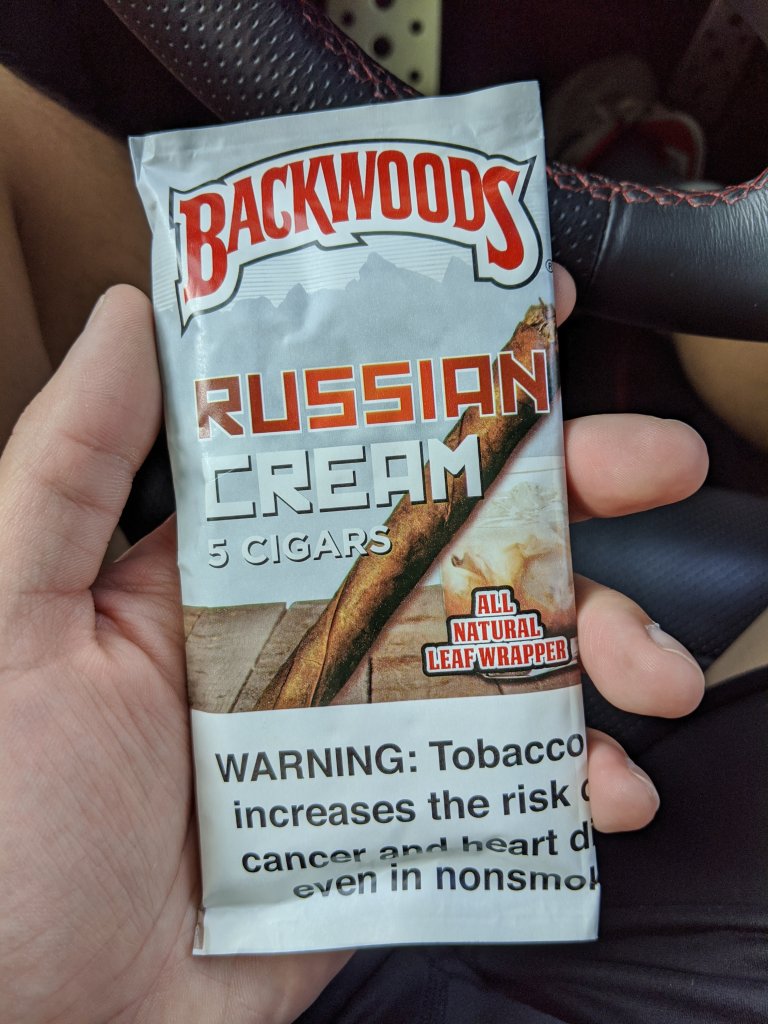 BACKWOODS
®
RUSSIAN
CREAM
5 CIGARS
ALL
NATURAL
LEAF WRAPPER
WARNING: Tobacco
increases the risk
cancer and heart
even in